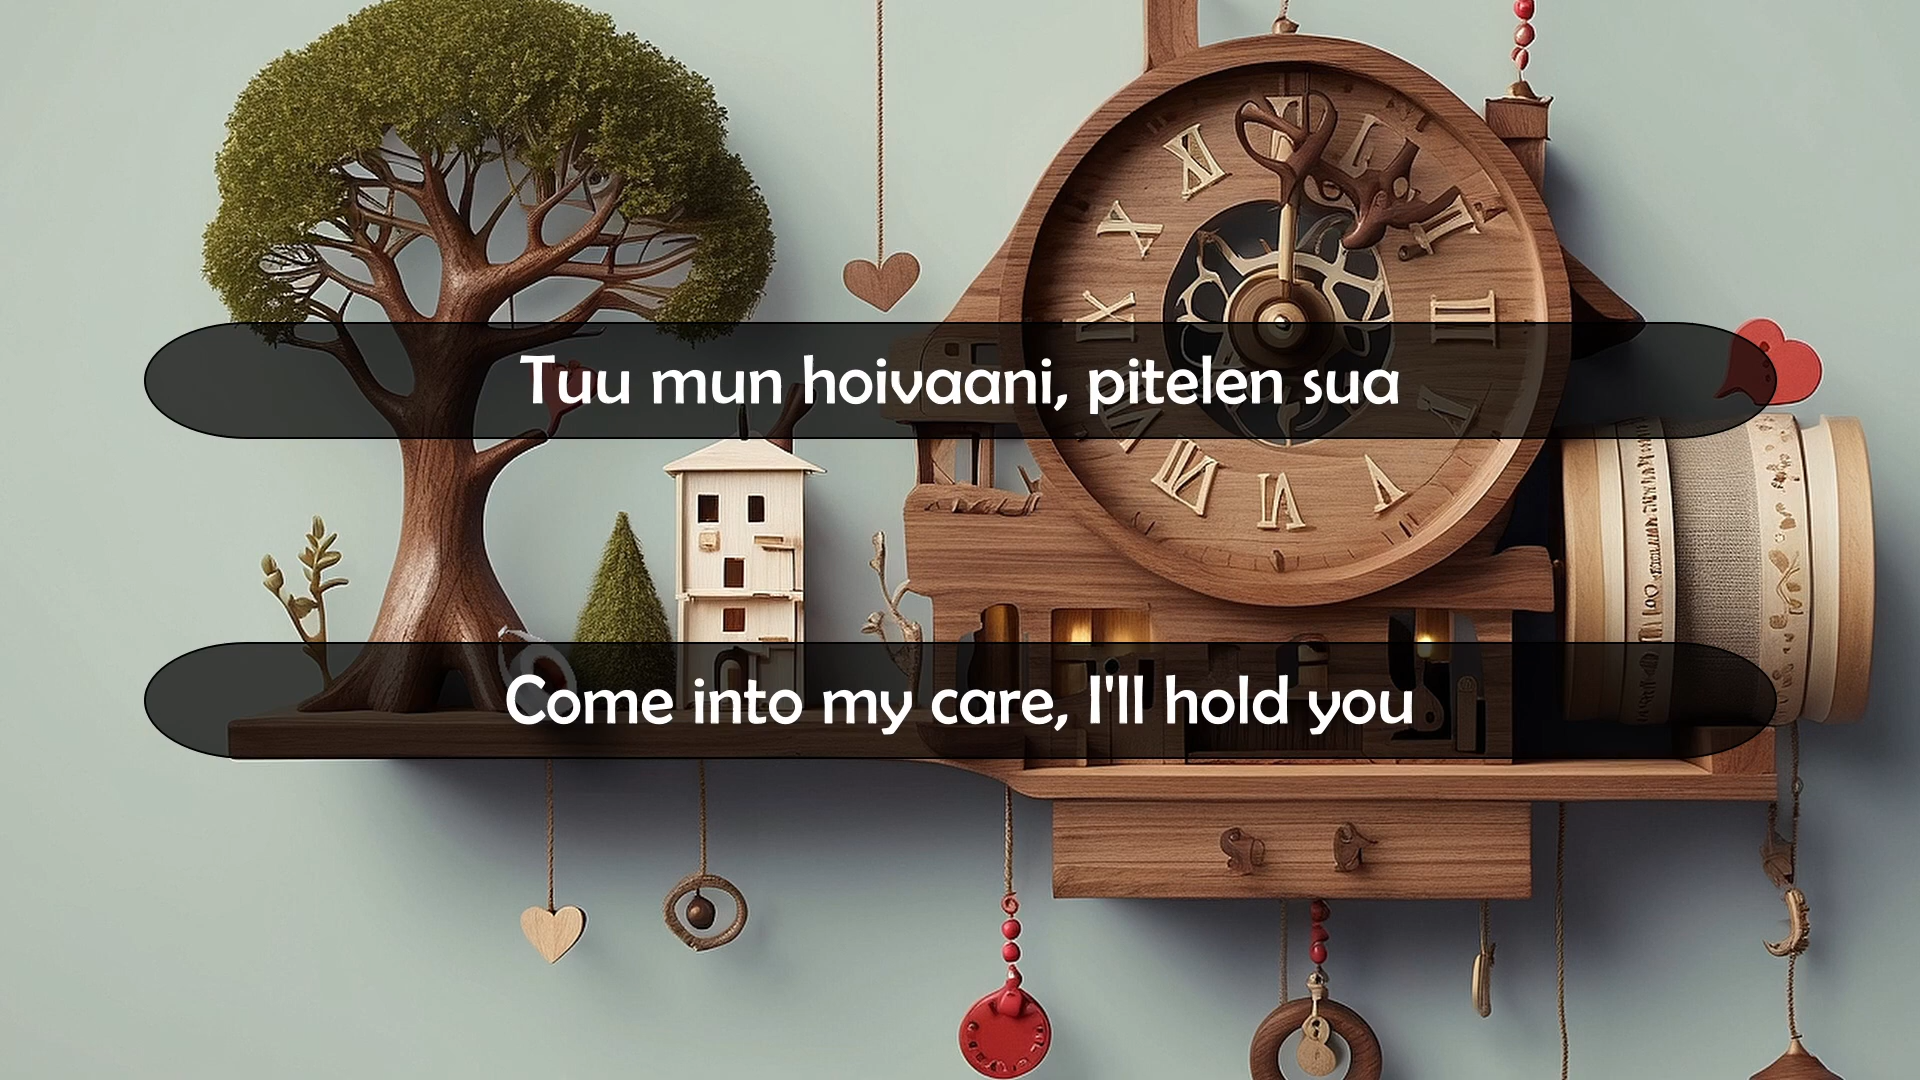 Tuu mun hoivaani, pitelen sua
Come into my care, I'll hold you